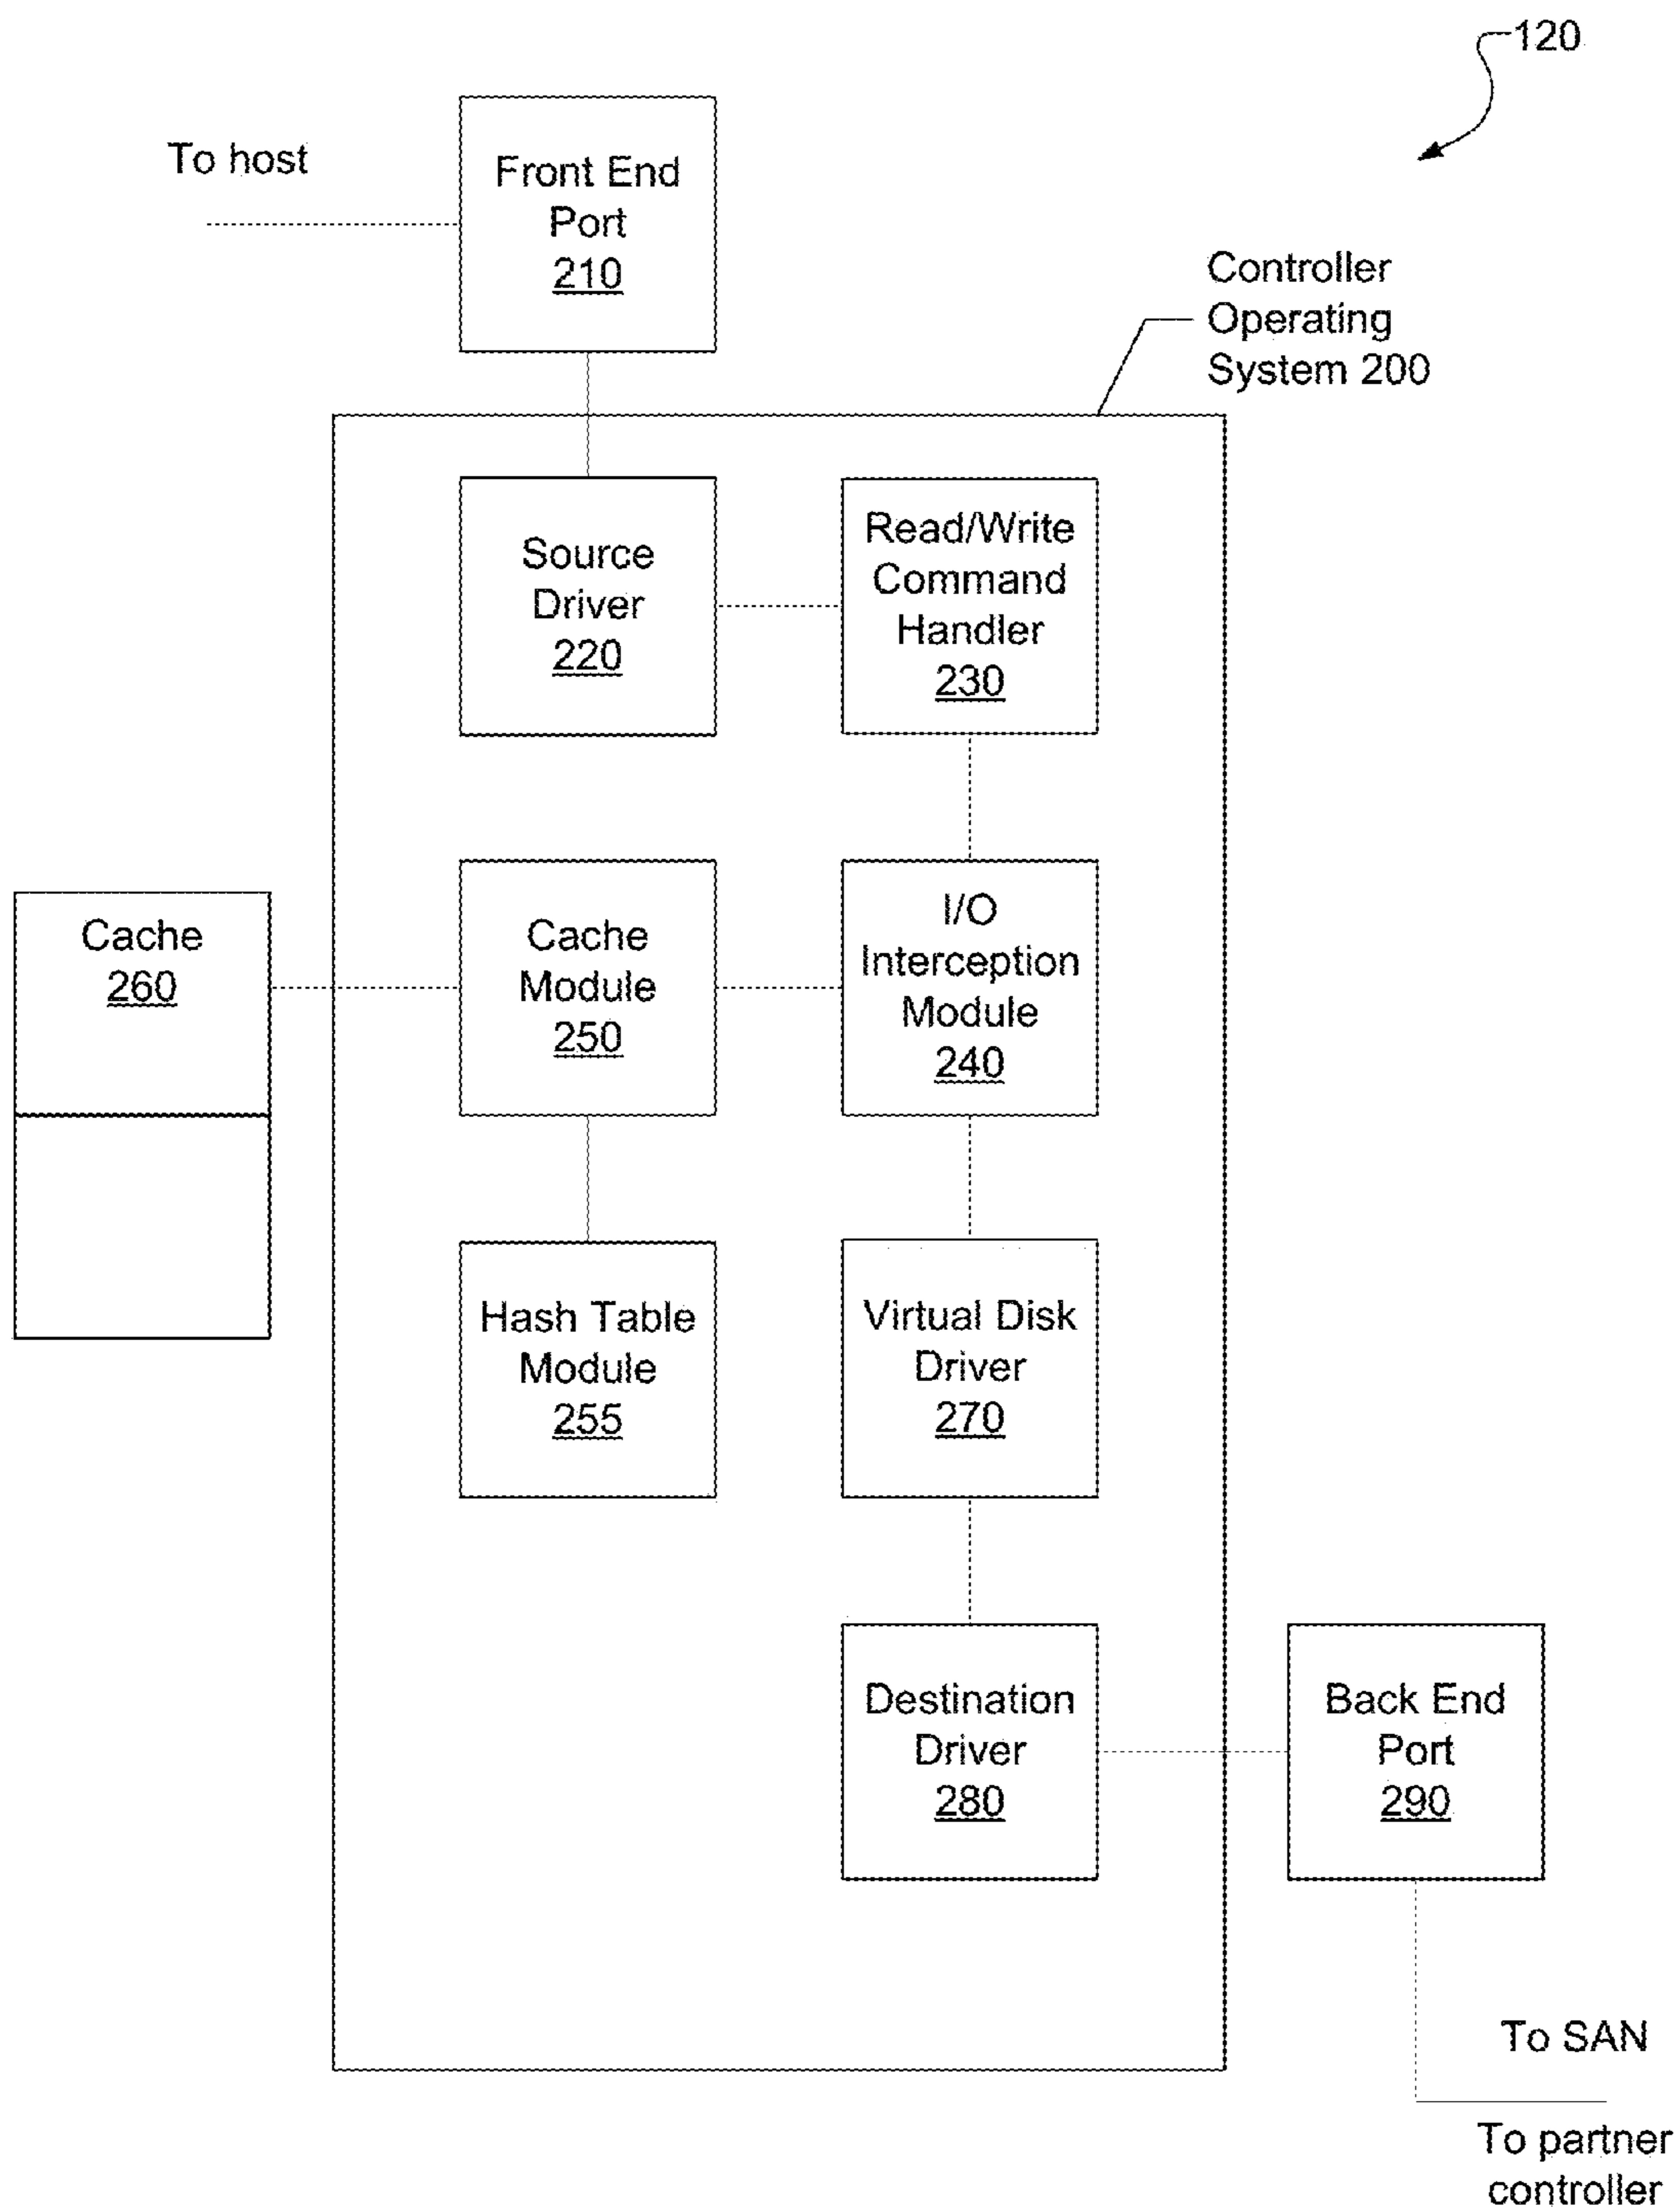 120
To host
Front End
Port
210
Controller
Operating
System 200
Source
Driver
220
Read/Write
Command
Handler
230
Cache
260
Cache
Module
250
I/O
Interception
Module
240
Hash Table
Module
255
Virtual Disk
Driver
270
Destination
Driver
280
Back End
Port
290
To SAN
To partner
controller